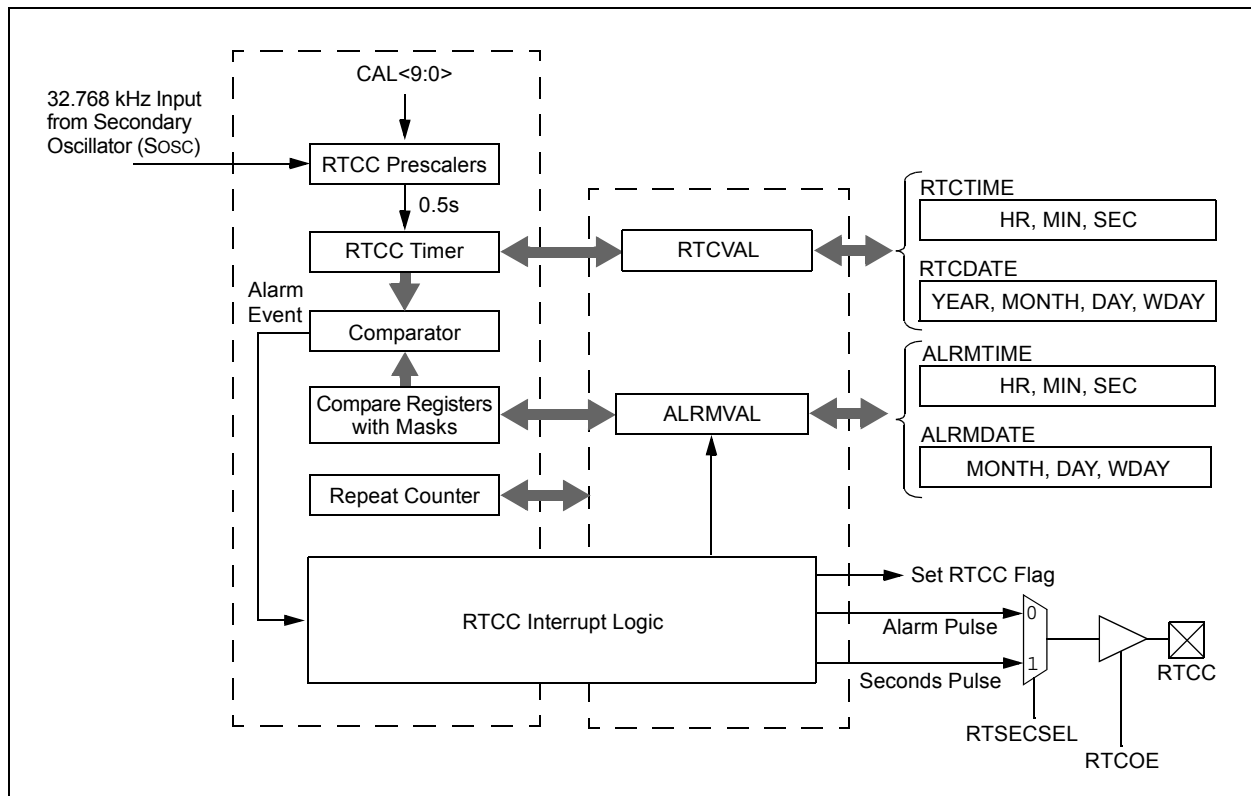 CAL<9:0>
32.768 kHz Input
from Secondary
Oscillator (SOSC)
RTCC Prescalers
0.5s
RTCC Timer
Alarm
Event
Comparator
Compare Registers
with Masks
Repeat Counter
RTCVAL
ALRMVAL
RTCTIME
HR, MIN, SEC
RTCDATE
YEAR, MONTH, DAY, WDAY
ALRMTIME
HR, MIN, SEC
ALRMDATE
MONTH, DAY, WDAY
RTCC Interrupt Logic
Set RTCC Flag
Alarm Pulse
0
Seconds Pulse
1
RTCC
RTSECSEL
RTCOE